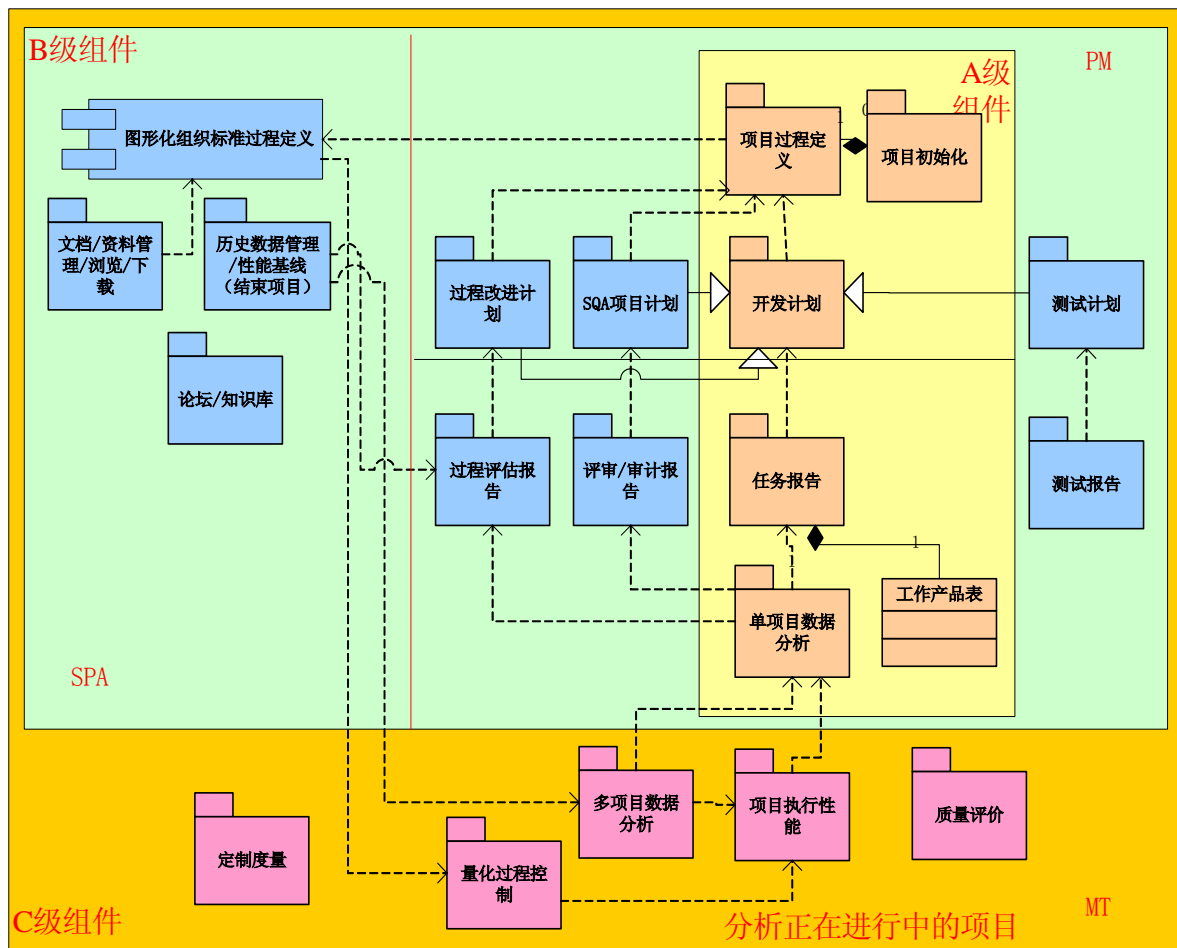 B级组件
PM
A级
组件
图形化组织标准过程定义
项目过程定
义
1
项目初始化
文档/资料管
理/浏览/下
载
历史数据管理
/性能基线
（结束项目）
过程改进计
划
SQA项目计划
开发计划
测试计划
论坛/知识库
过程评估报
告
评审/审计报
告
任务报告
测试报告
1
1
工作产品表
单项目数据
分析
SPA
多项目数据
分析
项目执行性
能
质量评价
定制度量
量化过程控
制
C级组件
分析正在进行中的项目
MT